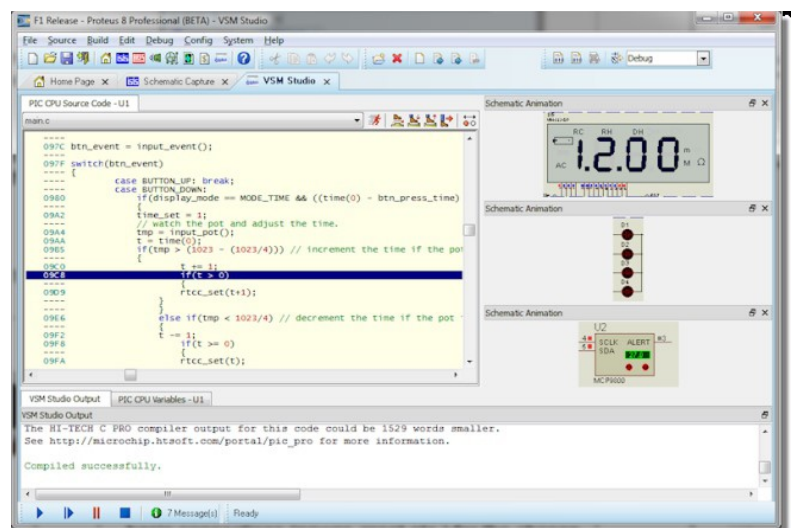 F1 Release - Proteus 8 Professional (BETA) - VSM Studio
File Source Build Edit Debug Config System Help
Debug
Home Page X Schematic Capture X VSM Studio X
PIC CPU Source Code - U1
Schematic Animation
main.c
----
097C btn_event = input_event();
----
097F switch(btn_event)
---- {
---- case BUTTON_UP: break;
---- case BUTTON_DOWN:
0980 if(display_mode == MODE_TIME && ((time(0) - btn_press_time)
---- {
09A2 time_set = 1;
---- // watch the pot and adjust the time.
09A4 tmp = input_pot();
09AA t = time(0);
09B5 if(tmp > (1023 - (1023/4))) // increment the time if the po
---- {
09C0 t += 1;
09C8 if(t > 0)
---- {
09D9 rtcc_set(t+1);
---- }
---- }
09E6 else if(tmp < 1023/4) // decrement the time if the pot
---- {
09F2 t -= 1;
09F8 if(t >= 0)
---- {
09FA rtcc_set(t);
RC RH DH
AC 1.2.00 M Ω
Schematic Animation
D1
D2
D3
D4
Schematic Animation
U2
SCLK ALERT
SDA
MCP9800
VSM Studio Output PIC CPU Variables - U1
VSM Studio Output
The HI-TECH C PRO compiler output for this code could be 1529 words smaller.
See http://microchip.htsoft.com/portal/pic_pro for more information.
Compiled successfully.
7 Message(s) Ready